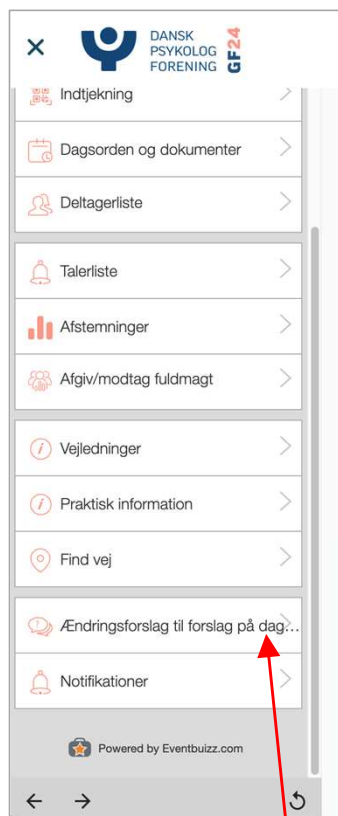 DANSK
PSYKOLOG
FORENING
GF24
Indtjekning
Dagsorden og dokumenter
Deltagerliste
Talerliste
Afstemninger
Afgiv/modtag fuldmagt
Vejledninger
Praktisk information
Find vej
Ændringsforslag til forslag på dag...
Notifikationer
Powered by Eventbuizz.com